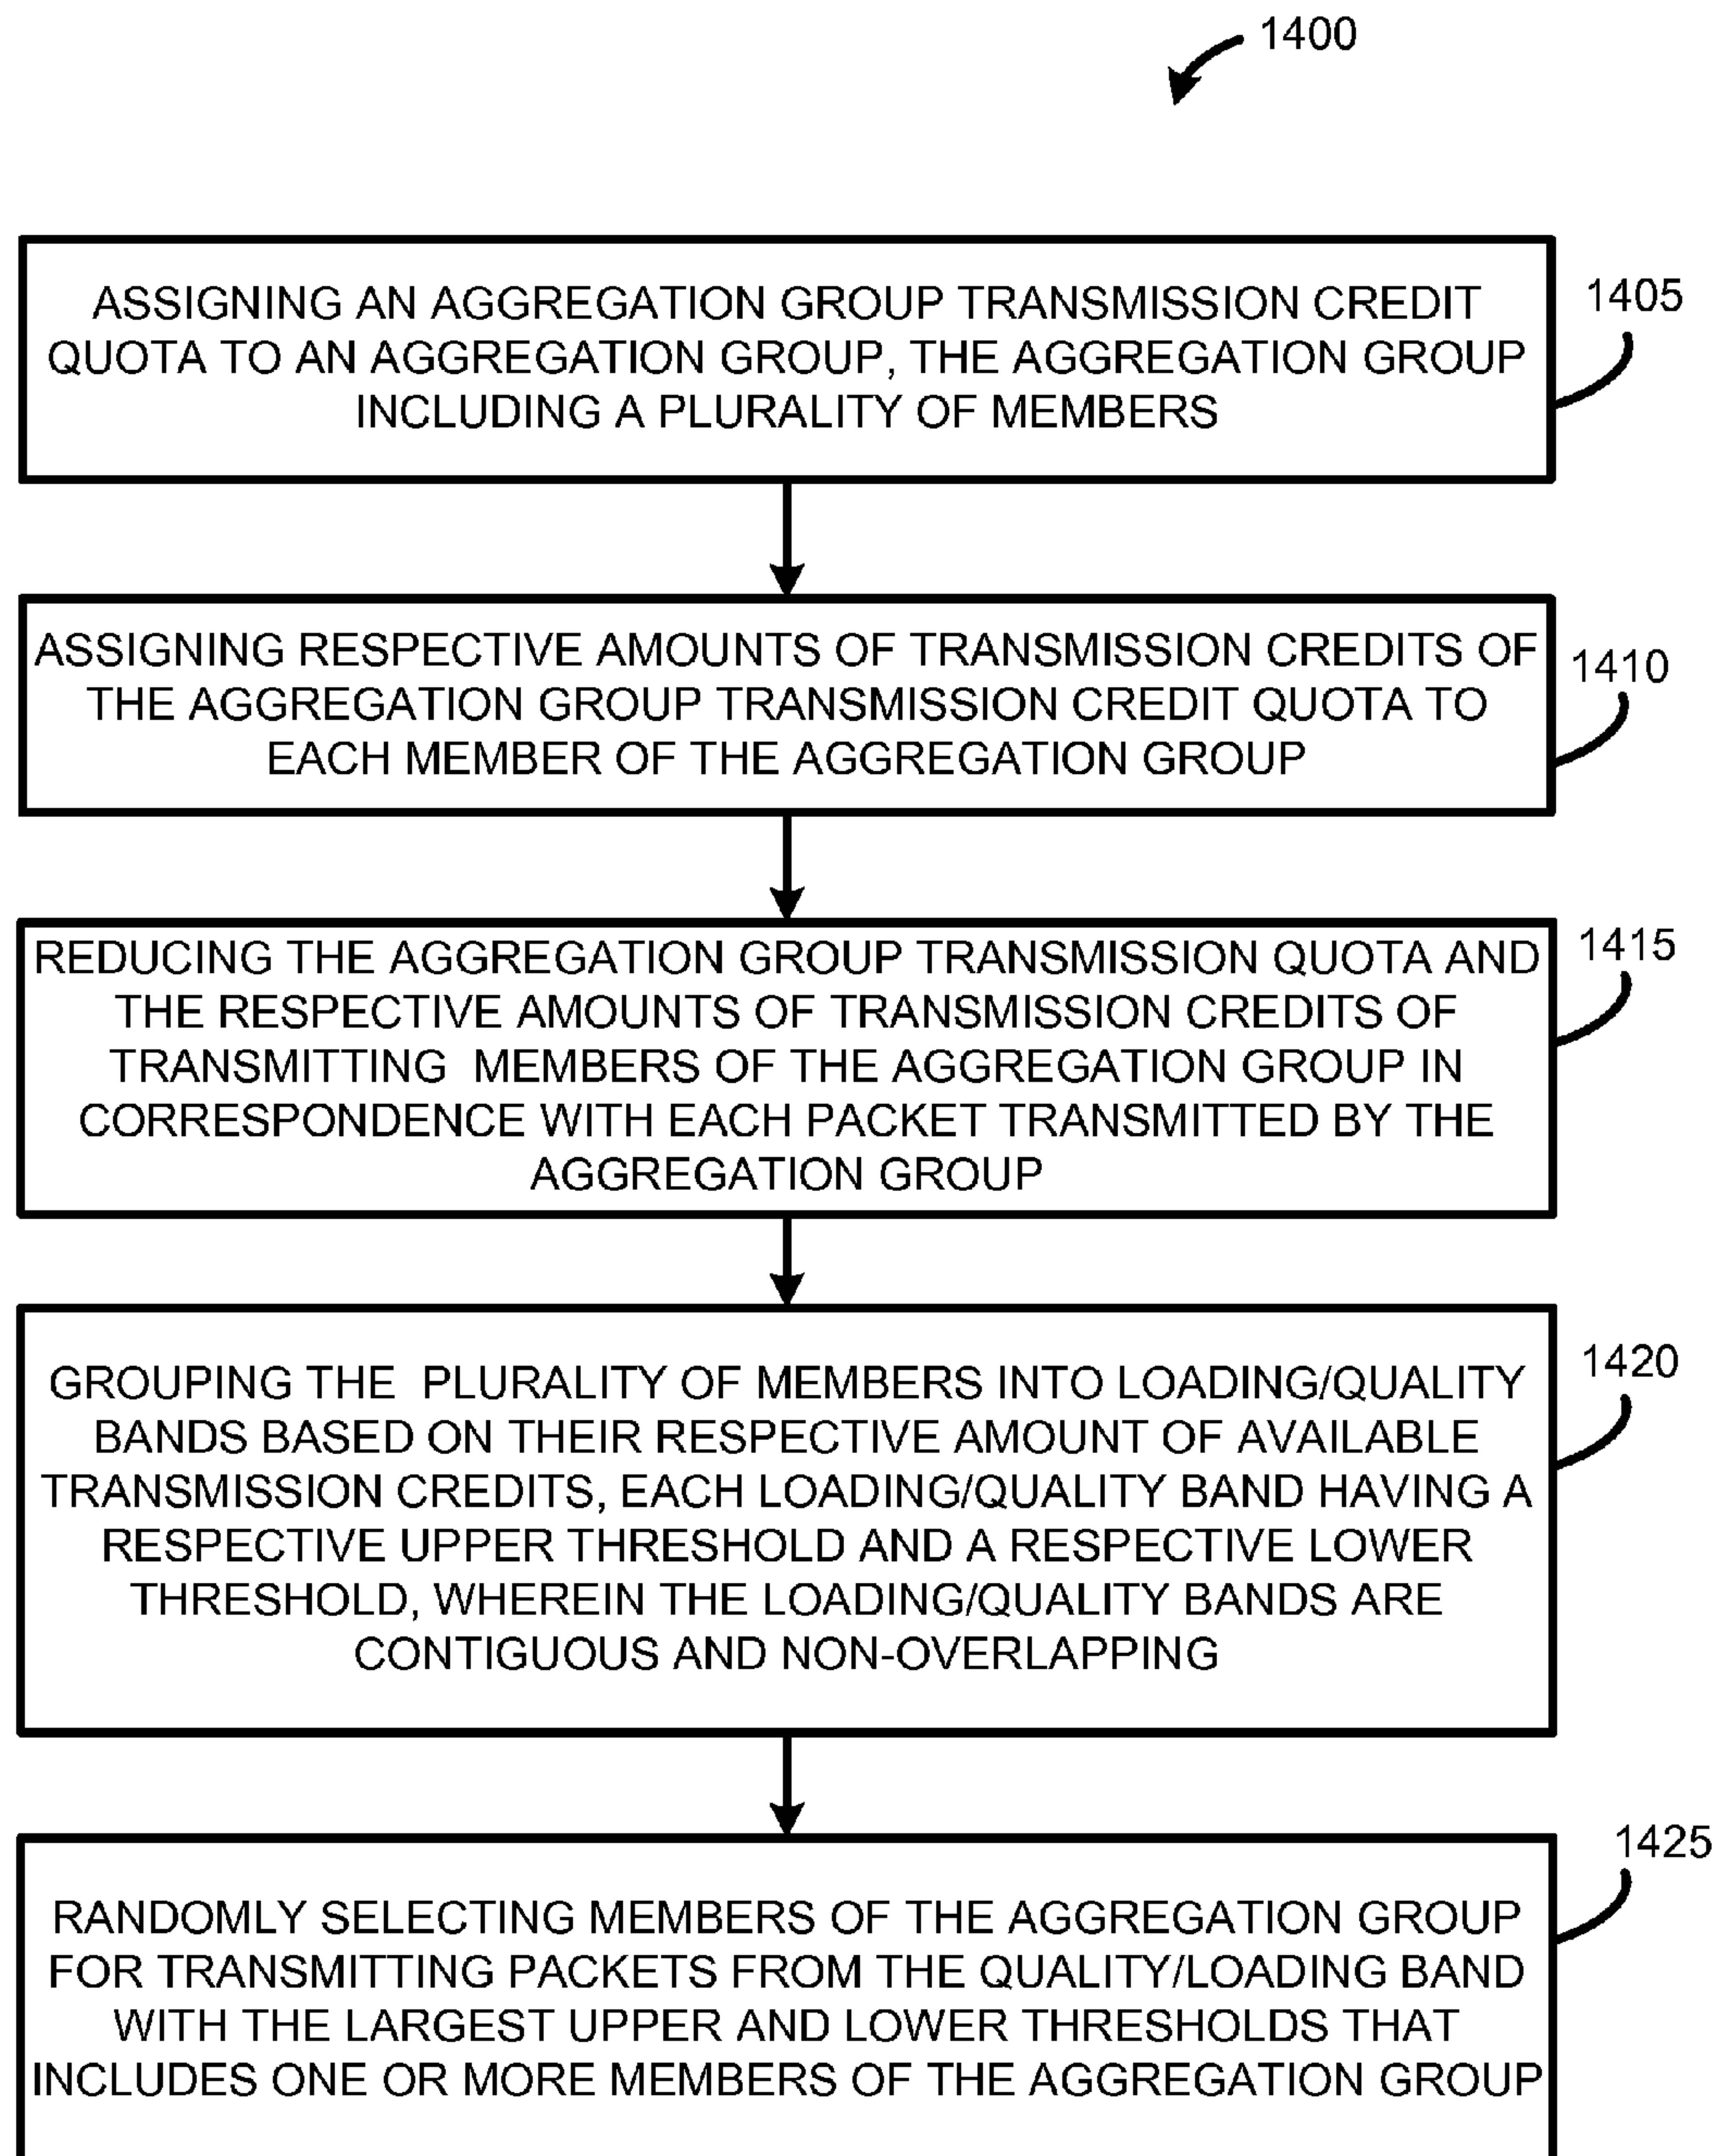 1400
ASSIGNING AN AGGREGATION GROUP TRANSMISSION CREDIT
QUOTA TO AN AGGREGATION GROUP, THE AGGREGATION GROUP
INCLUDING A PLURALITY OF MEMBERS
1405
ASSIGNING RESPECTIVE AMOUNTS OF TRANSMISSION CREDITS OF
THE AGGREGATION GROUP TRANSMISSION CREDIT QUOTA TO
EACH MEMBER OF THE AGGREGATION GROUP
1410
REDUCING THE AGGREGATION GROUP TRANSMISSION QUOTA AND
THE RESPECTIVE AMOUNTS OF TRANSMISSION CREDITS OF
TRANSMITTING MEMBERS OF THE AGGREGATION GROUP IN
CORRESPONDENCE WITH EACH PACKET TRANSMITTED BY THE
AGGREGATION GROUP
1415
GROUPING THE PLURALITY OF MEMBERS INTO LOADING/QUALITY
BANDS BASED ON THEIR RESPECTIVE AMOUNT OF AVAILABLE
TRANSMISSION CREDITS, EACH LOADING/QUALITY BAND HAVING A
RESPECTIVE UPPER THRESHOLD AND A RESPECTIVE LOWER
THRESHOLD, WHEREIN THE LOADING/QUALITY BANDS ARE
CONTIGUOUS AND NON-OVERLAPPING
1420
RANDOMLY SELECTING MEMBERS OF THE AGGREGATION GROUP
FOR TRANSMITTING PACKETS FROM THE QUALITY/LOADING BAND
WITH THE LARGEST UPPER AND LOWER THRESHOLDS THAT
INCLUDES ONE OR MORE MEMBERS OF THE AGGREGATION GROUP
1425